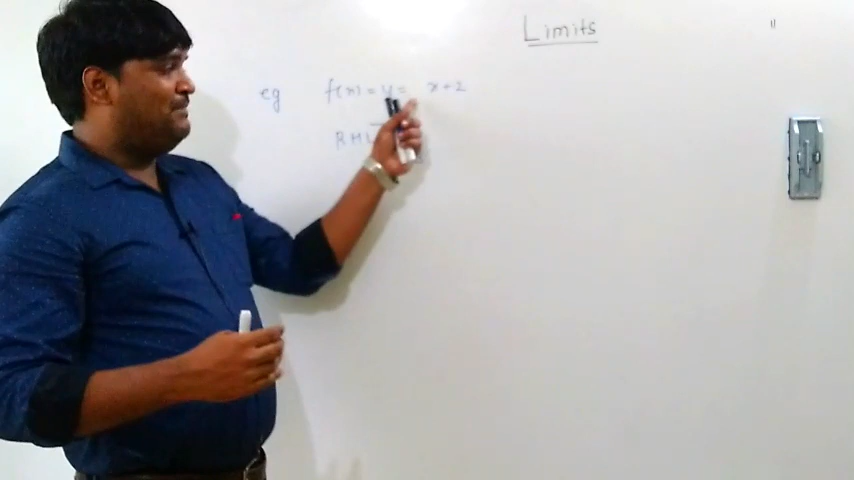 Limits
eg f(x) = y = x+2
RHL